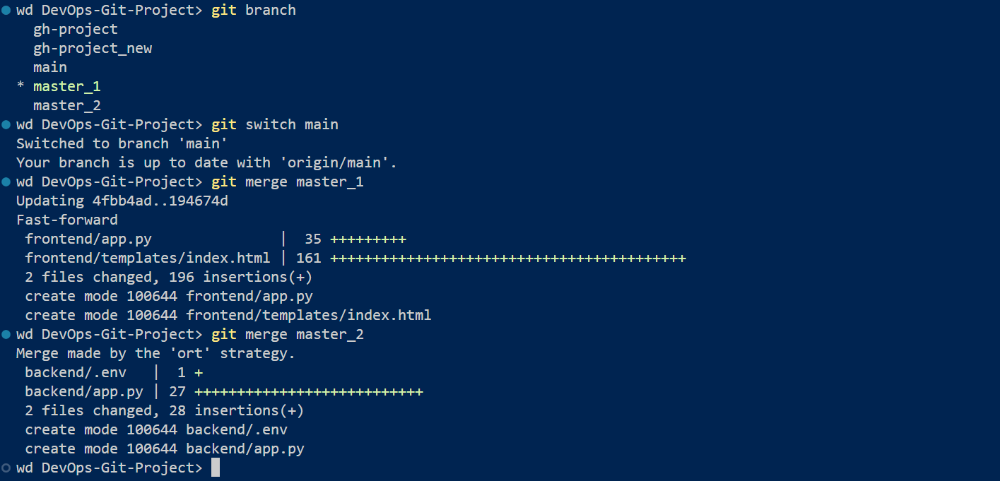 wd DevOps-Git-Project> git branch
  gh-project
  gh-project_new
  main
* master_1
  master_2
wd DevOps-Git-Project> git switch main
Switched to branch 'main'
Your branch is up to date with 'origin/main'.
wd DevOps-Git-Project> git merge master_1
Updating 4fbb4ad..194674d
Fast-forward
 frontend/app.py               |  35 +++++++++
 frontend/templates/index.html | 161 ++++++++++++++++++++++++++++++++++++++++++
 2 files changed, 196 insertions(+)
 create mode 100644 frontend/app.py
 create mode 100644 frontend/templates/index.html
wd DevOps-Git-Project> git merge master_2
Merge made by the 'ort' strategy.
 backend/.env   |  1 +
 backend/app.py | 27 +++++++++++++++++++++++++++
 2 files changed, 28 insertions(+)
 create mode 100644 backend/.env
 create mode 100644 backend/app.py
wd DevOps-Git-Project>